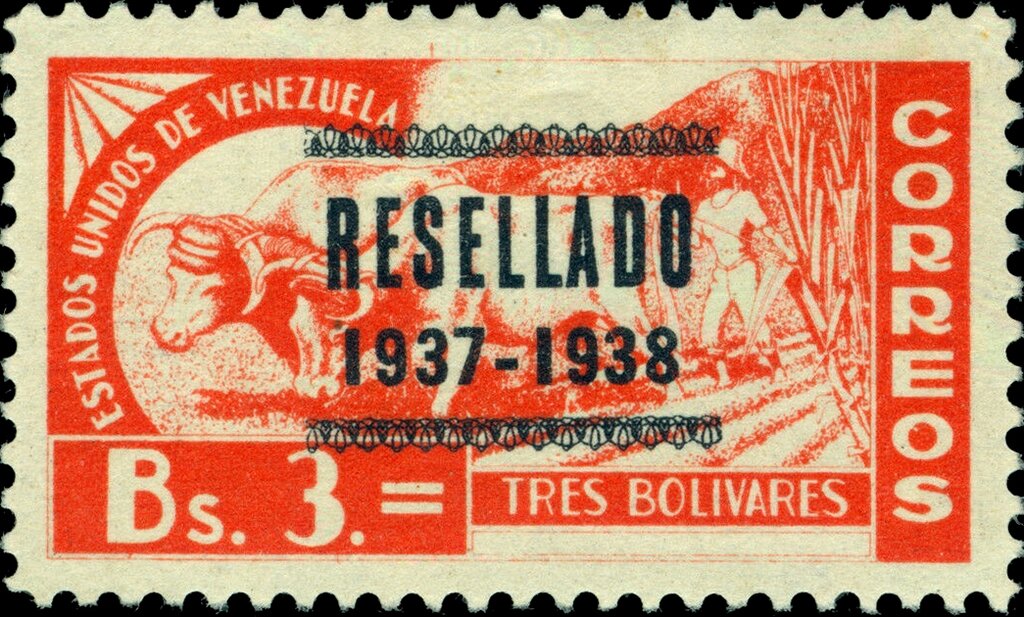 ESTADOS UNIDOS DE VENEZUELA
RESELLADO
1937-1938
Bs. 3. =
TRES BOLIVARES
CORREOS